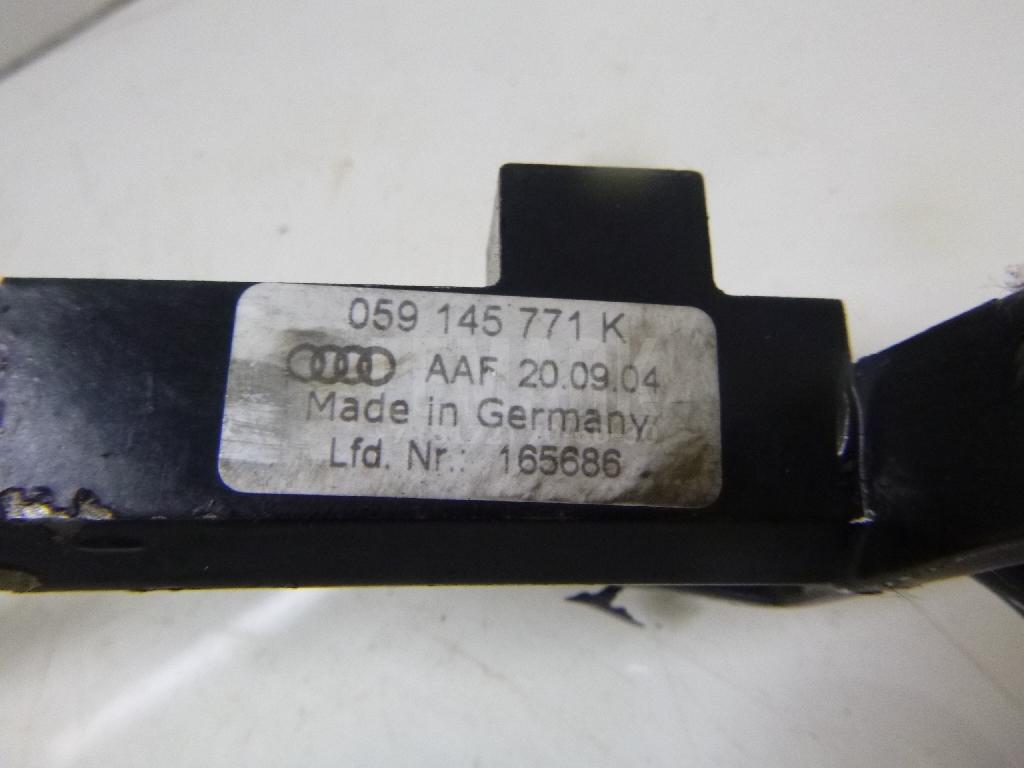 059 145 771 K
AAF 20.09.04
Made in Germany
Lfd. Nr.: 165686